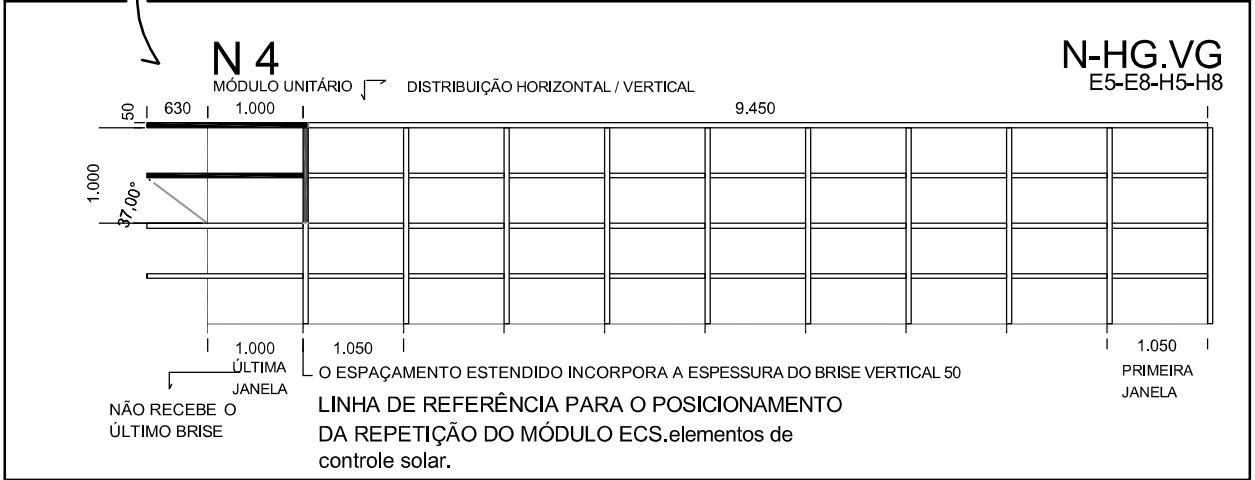 N 4
N-HG.VG
E5-E8-H5-H8
MÓDULO UNITÁRIO
DISTRIBUIÇÃO HORIZONTAL / VERTICAL
50
630
1.000
9.450
1.000
37,00°
1.000
1.050
1.050
ÚLTIMA
JANELA
O ESPAÇAMENTO ESTENDIDO INCORPORA A ESPESSURA DO BRISE VERTICAL 50
PRIMEIRA
JANELA
NÃO RECEBE O
ÚLTIMO BRISE
LINHA DE REFERÊNCIA PARA O POSICIONAMENTO
DA REPETIÇÃO DO MÓDULO ECS.elementos de
controle solar.